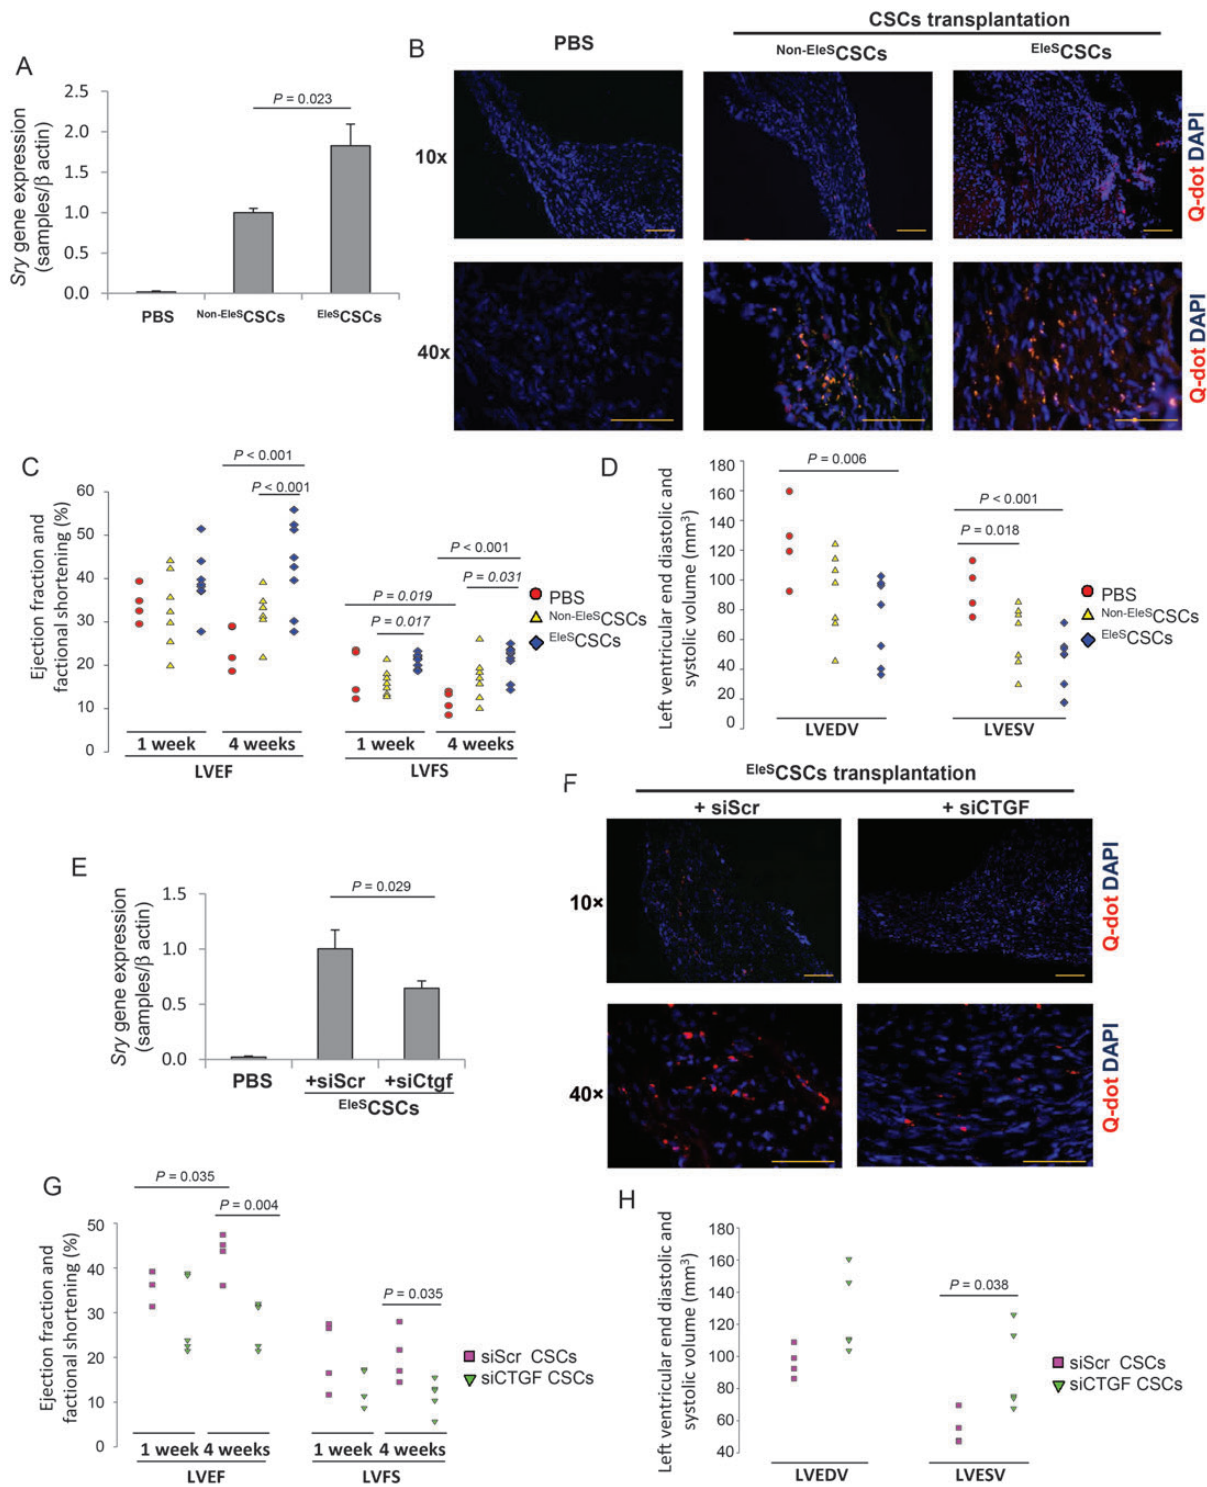 A
Sry gene expression
(samples/β actin)
2.5
2.0
1.5
1.0
0.5
0.0
P = 0.023
PBS
Non-EleSCSCs
EleSCSCs
B
PBS
CSCs transplantation
Non-EleSCSCs
EleSCSCs
10x
40x
Q-dot DAPI
Q-dot DAPI
C
Ejection fraction and
factional shortening (%)
60
50
40
30
20
10
0
P < 0.001
P < 0.001
P < 0.001
P = 0.031
P = 0.019
P = 0.017
PBS
Non-EleSCSCs
EleSCSCs
1 week
4 weeks
1 week
4 weeks
LVEF
LVFS
D
Left ventricular end diastolic and
systolic volume (mm3)
180
160
140
120
100
80
60
40
20
0
P = 0.006
P < 0.001
P = 0.018
PBS
Non-EleSCSCs
EleSCSCs
LVEDV
LVESV
E
Sry gene expression
(samples/β actin)
1.5
1.0
0.5
0.0
P = 0.029
PBS
+siScr
+siCtgf
EleSCSCs
F
EleSCSCs transplantation
+ siScr
+ siCTGF
10×
40×
Q-dot DAPI
Q-dot DAPI
G
Ejection fraction and
factional shortening (%)
50
40
30
20
10
0
P = 0.035
P = 0.004
P = 0.035
siScr CSCs
siCTGF CSCs
1 week
4 weeks
1 week
4 weeks
LVEF
LVFS
H
Left ventricular end diastolic and
systolic volume (mm3)
180
160
140
120
100
80
60
40
P = 0.038
siScr CSCs
siCTGF CSCs
LVEDV
LVESV